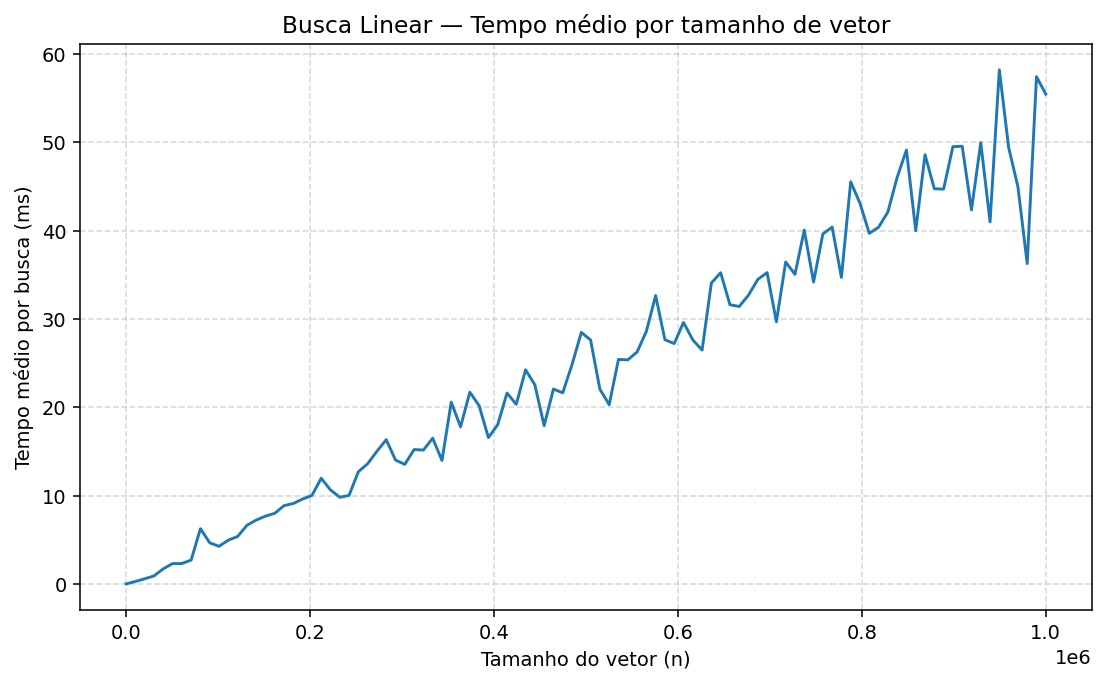 Busca Linear — Tempo médio por tamanho de vetor
Tempo médio por busca (ms)
60
50
40
30
20
10
0
0.0 0.2 0.4 0.6 0.8 1.0
1e6
Tamanho do vetor (n)